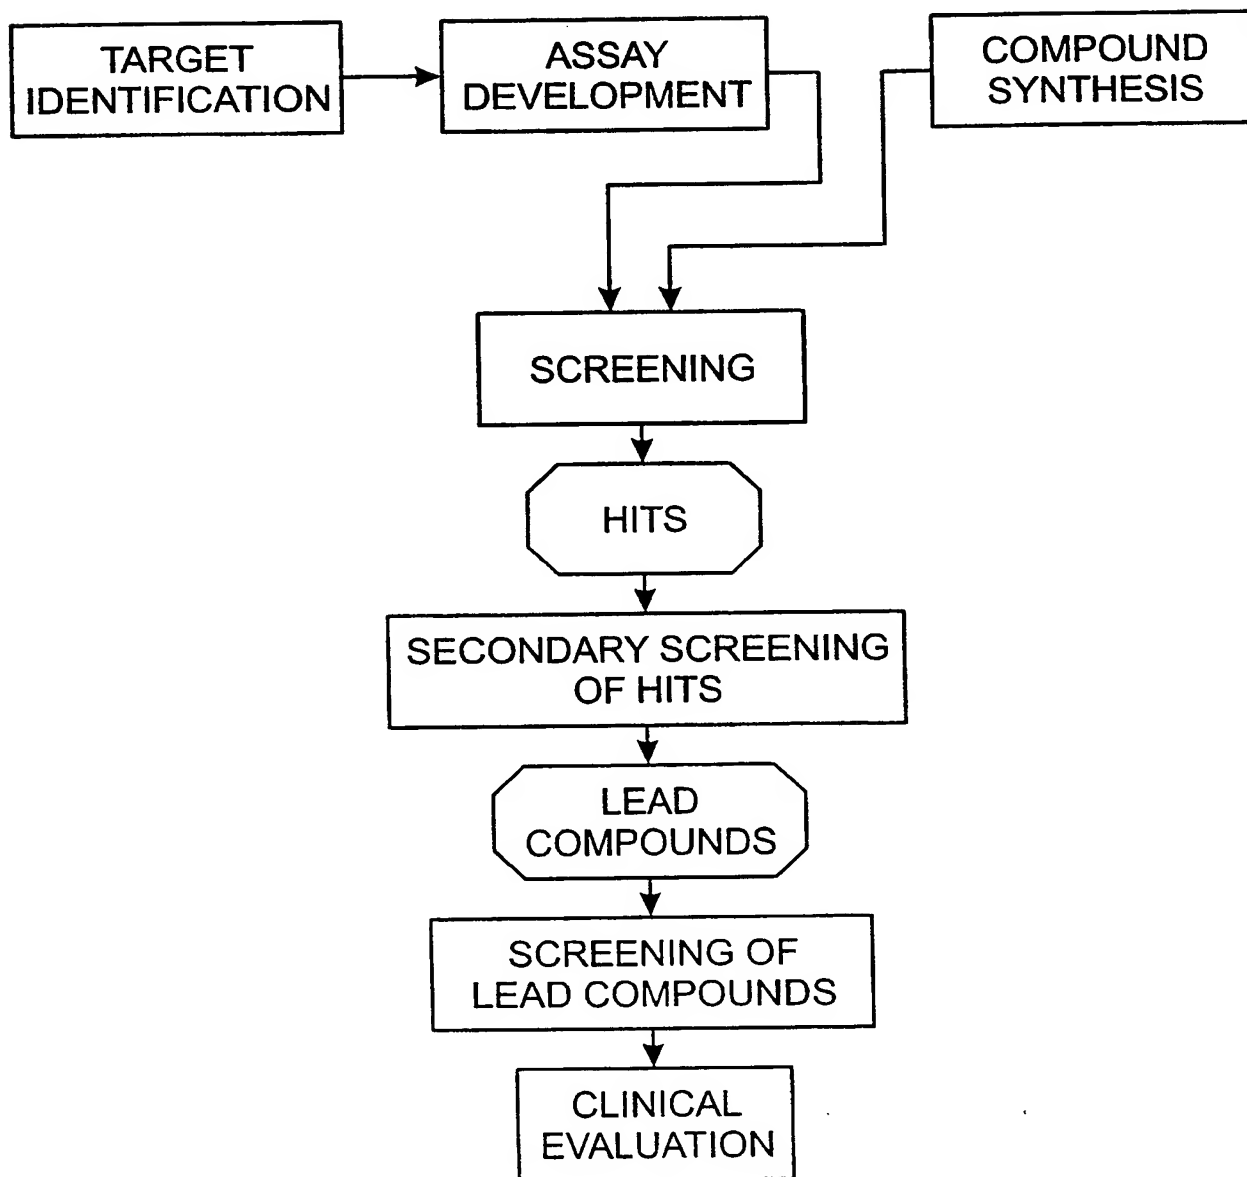 TARGET
IDENTIFICATION
ASSAY
DEVELOPMENT
COMPOUND
SYNTHESIS
SCREENING
HITS
SECONDARY SCREENING
OF HITS
LEAD
COMPOUNDS
SCREENING OF
LEAD COMPOUNDS
CLINICAL
EVALUATION